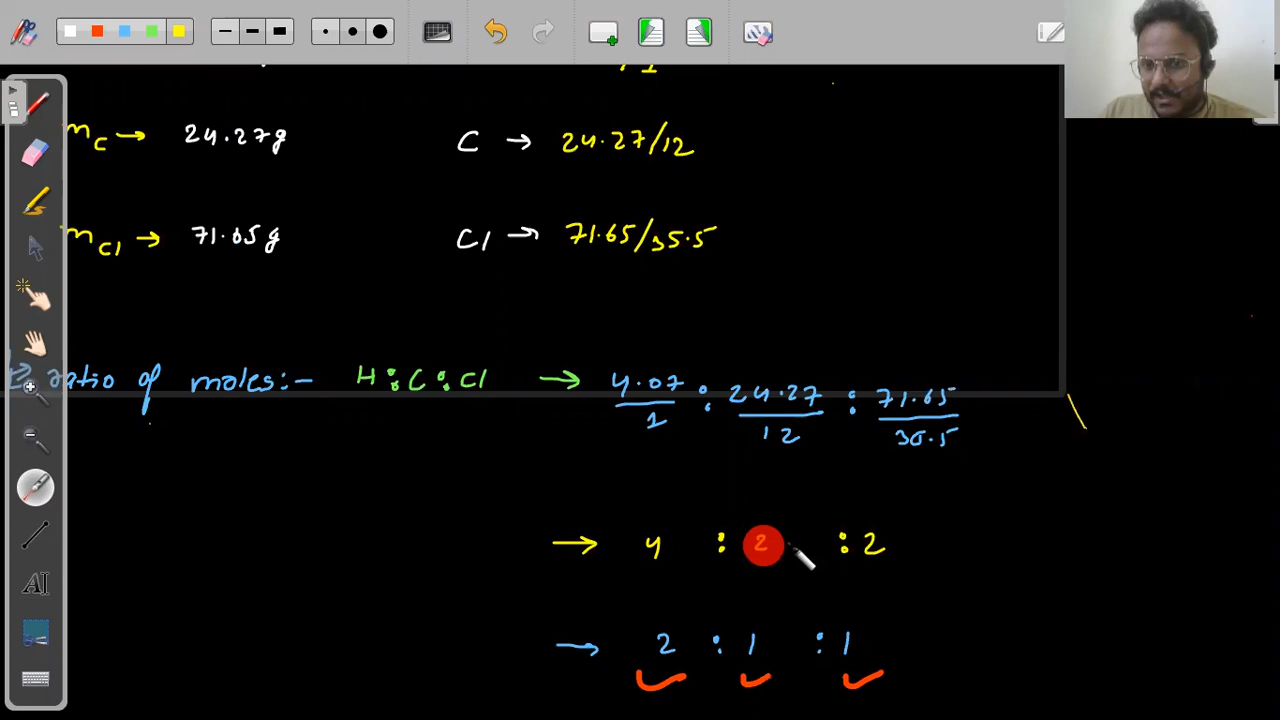 m_C → 24.27g C → 24.27/12
m_Cl → 71.65g Cl → 71.65/35.5
ratio of moles:- H : C : Cl → 4.07/1 : 24.27/12 : 71.65/35.5
→ 4 : 2 : 2
→ 2 : 1 : 1